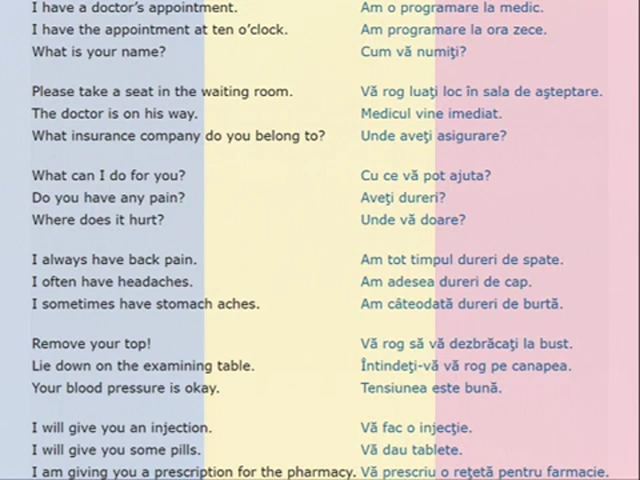 I have a doctor's appointment. Am o programare la medic.
I have the appointment at ten o'clock. Am programare la ora zece.
What is your name? Cum vă numiţi?
Please take a seat in the waiting room. Vă rog luaţi loc în sala de aşteptare.
The doctor is on his way. Medicul vine imediat.
What insurance company do you belong to? Unde aveţi asigurare?
What can I do for you? Cu ce vă pot ajuta?
Do you have any pain? Aveţi dureri?
Where does it hurt? Unde vă doare?
I always have back pain. Am tot timpul dureri de spate.
I often have headaches. Am adesea dureri de cap.
I sometimes have stomach aches. Am câteodată dureri de burtă.
Remove your top! Vă rog să vă dezbrăcaţi la bust.
Lie down on the examining table. Întindeţi-vă vă rog pe canapea.
Your blood pressure is okay. Tensiunea este bună.
I will give you an injection. Vă fac o injecţie.
I will give you some pills. Vă dau tablete.
I am giving you a prescription for the pharmacy. Vă prescriu o reţetă pentru farmacie.